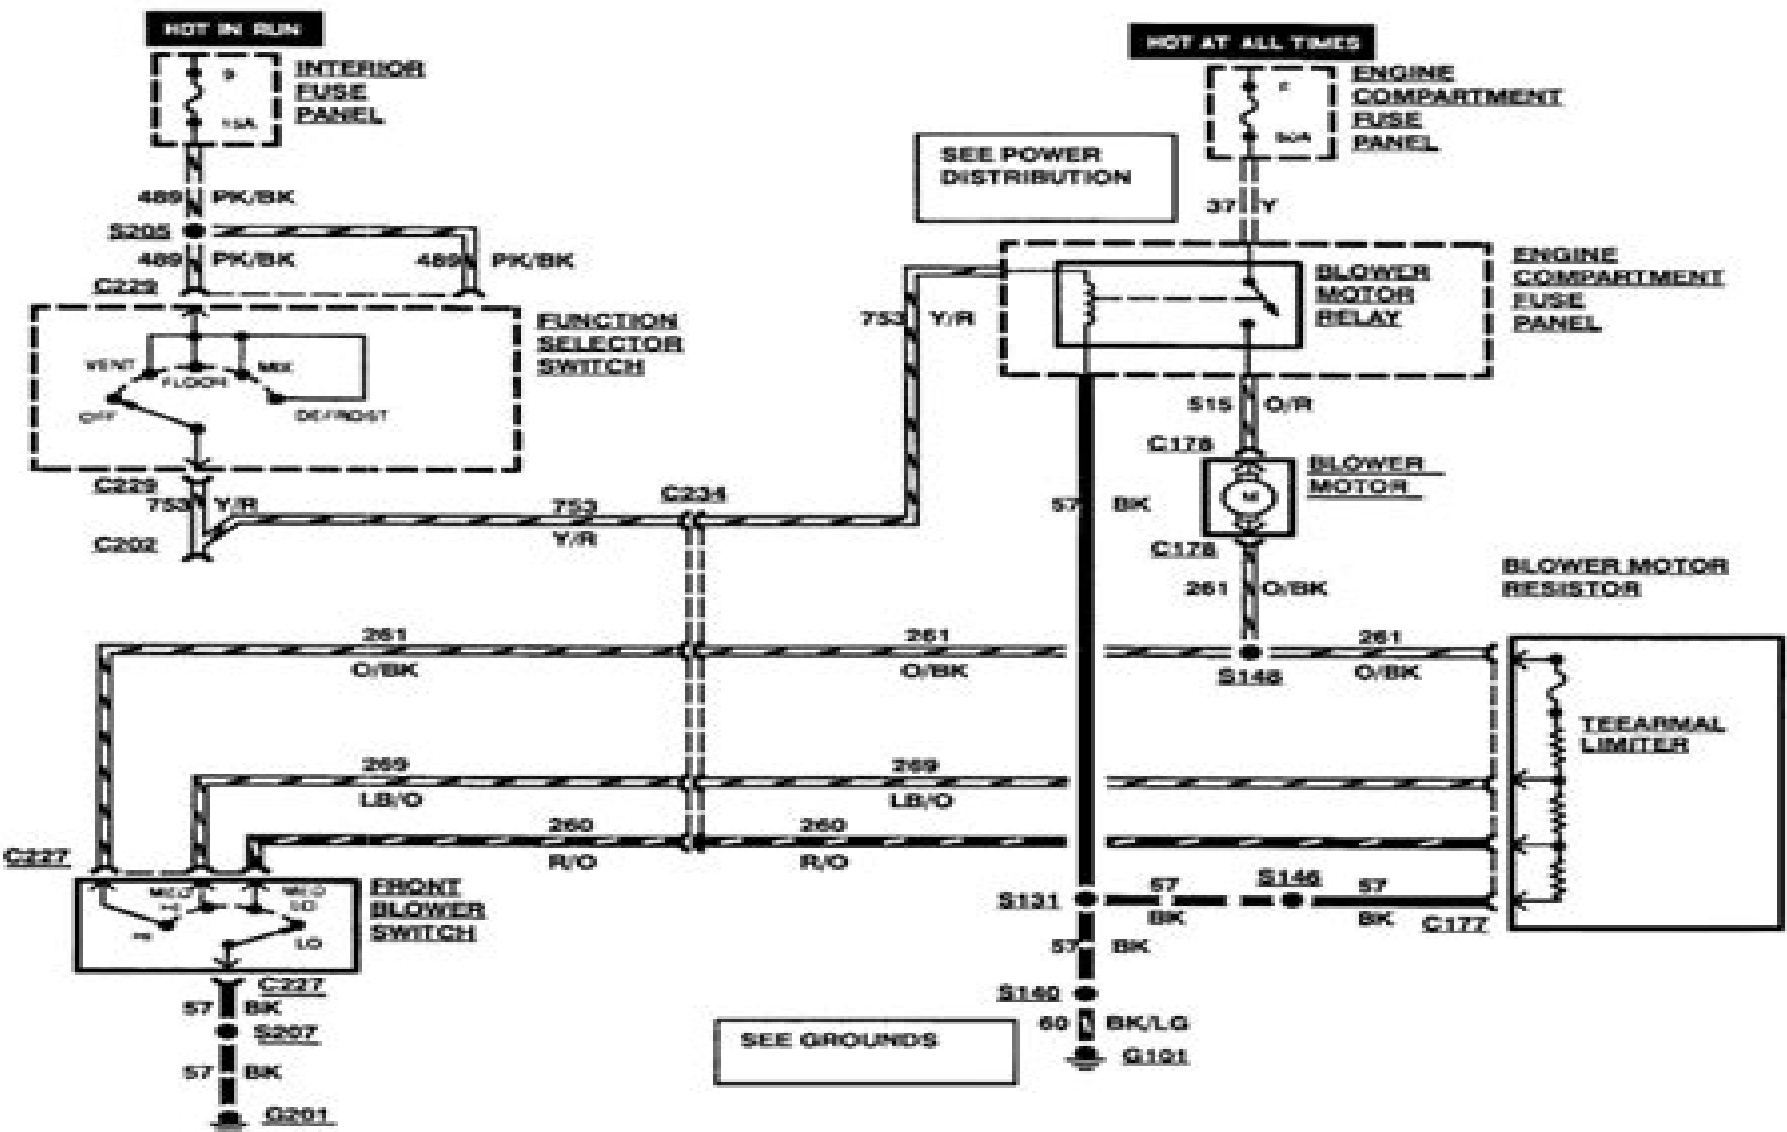 HOT IN RUN
HOT AT ALL TIMES
9
15A
INTERIOR
FUSE
PANEL
F
50A
ENGINE
COMPARTMENT
FUSE
PANEL
SEE POWER
DISTRIBUTION
489 PK/BK
37 Y
S205
489 PK/BK
489 PK/BK
C229
FUNCTION
SELECTOR
SWITCH
VENT
FLOOR
MIX
OFF
DEFROST
753 Y/R
BLOWER
MOTOR
RELAY
ENGINE
COMPARTMENT
FUSE
PANEL
515 O/R
C178
BLOWER
MOTOR
M
C229
753 Y/R
C202
753
Y/R
C234
57 BK
C178
261 O/BK
BLOWER MOTOR
RESISTOR
261
O/BK
261
O/BK
S148
261
O/BK
TEEARMAL
LIMITER
269
LB/O
269
LB/O
260
R/O
260
R/O
C227
MED
HI
MED
LO
HI
LO
FRONT
BLOWER
SWITCH
S131
57
BK
S146
57
BK
C177
57 BK
C227
57 BK
S207
57 BK
G201
S140
60 BK/LG
G101
SEE GROUNDS